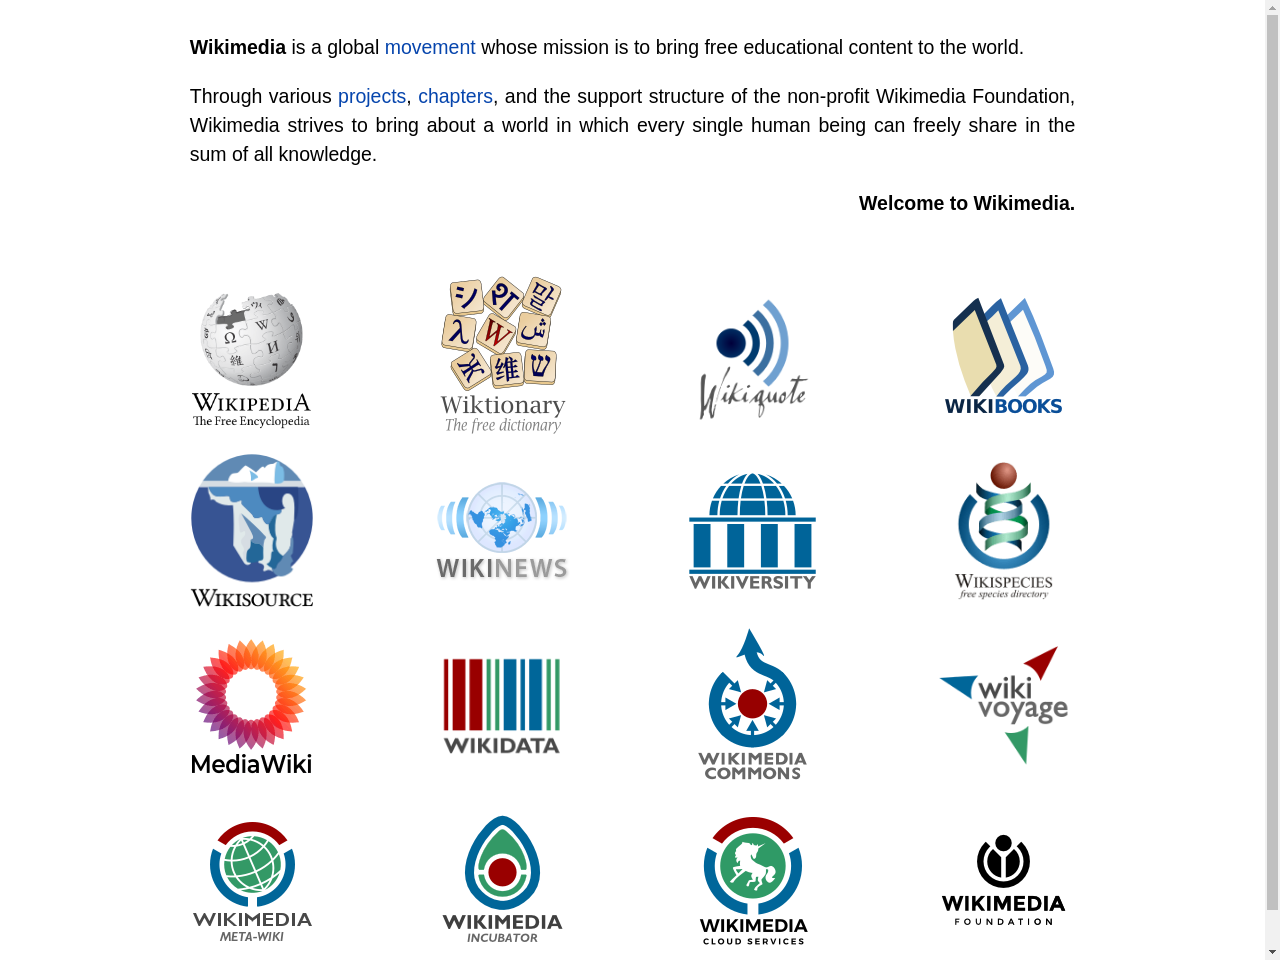 Wikimedia is a global movement whose mission is to bring free educational content to the world.
Through various projects, chapters, and the support structure of the non-profit Wikimedia Foundation,
Wikimedia strives to bring about a world in which every single human being can freely share in the
sum of all knowledge.
Welcome to Wikimedia.
Ω W И 維
WIKIPEDIA
The Free Encyclopedia
シ શ 말
λ W ش
维 ש
Wiktionary
The free dictionary
Wikiquote
WIKIBOOKS
WIKISOURCE
WIKINEWS
WIKIVERSITY
WIKISPECIES
free species directory
MediaWiki
WIKIDATA
WIKIMEDIA
COMMONS
wiki
voyage
WIKIMEDIA
META-WIKI
WIKIMEDIA
INCUBATOR
WIKIMEDIA
CLOUD SERVICES
WIKIMEDIA
FOUNDATION